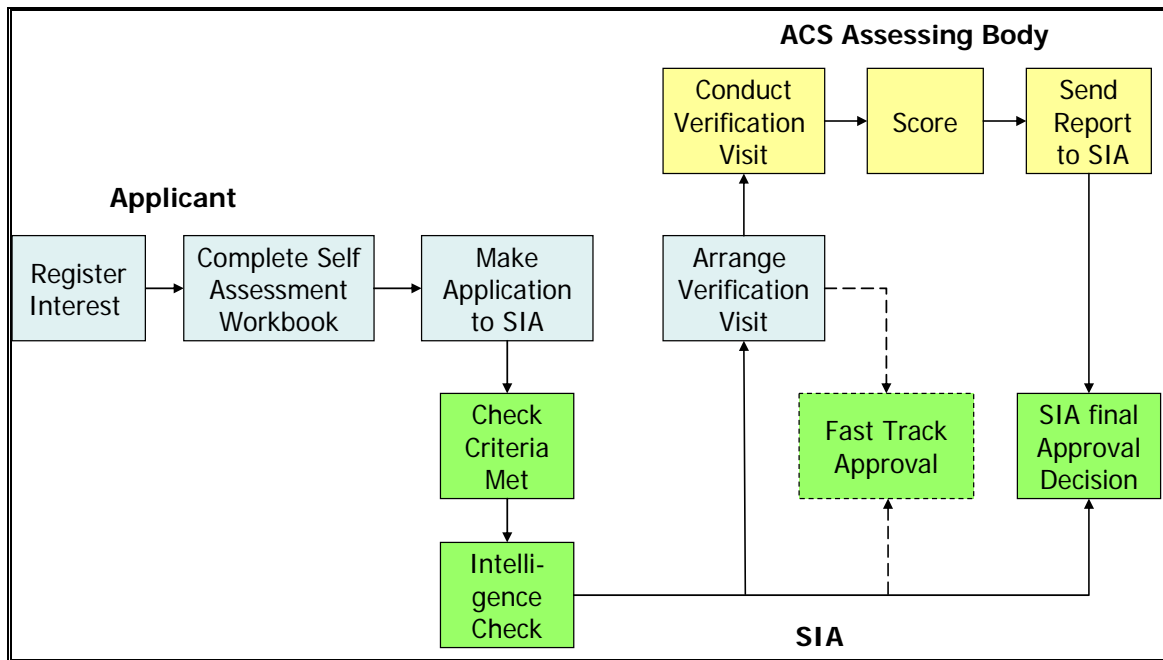 ACS Assessing Body
Conduct
Verification
Visit
Score
Send
Report
to SIA
Applicant
Register
Interest
Complete Self
Assessment
Workbook
Make
Application
to SIA
Arrange
Verification
Visit
Check
Criteria
Met
Fast Track
Approval
SIA final
Approval
Decision
Intelli-
gence
Check
SIA